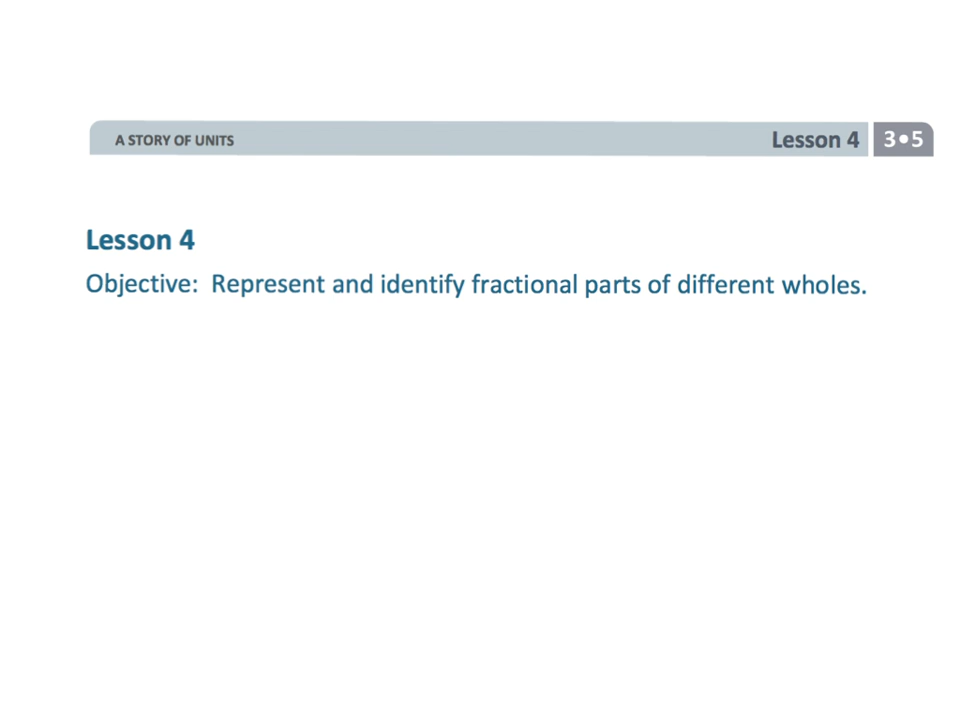 A STORY OF UNITS
Lesson 4
3•5
Lesson 4
Objective: Represent and identify fractional parts of different wholes.